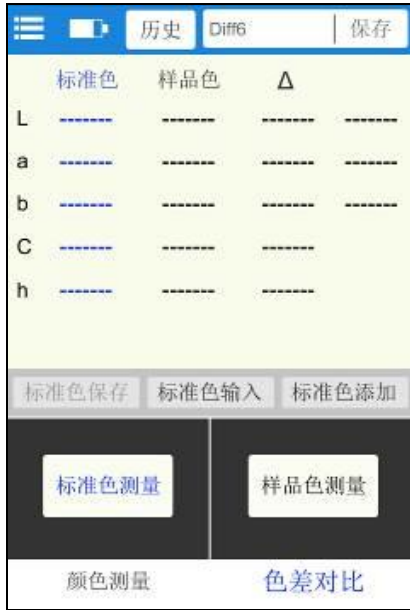 历史 Diff6 保存
标准色 样品色 Δ
L ------- ------- ------- -------
a ------- ------- ------- -------
b ------- ------- ------- -------
C ------- ------- -------
h ------- ------- -------
标准色保存 标准色输入 标准色添加
标准色测量 样品色测量
颜色测量 色差对比